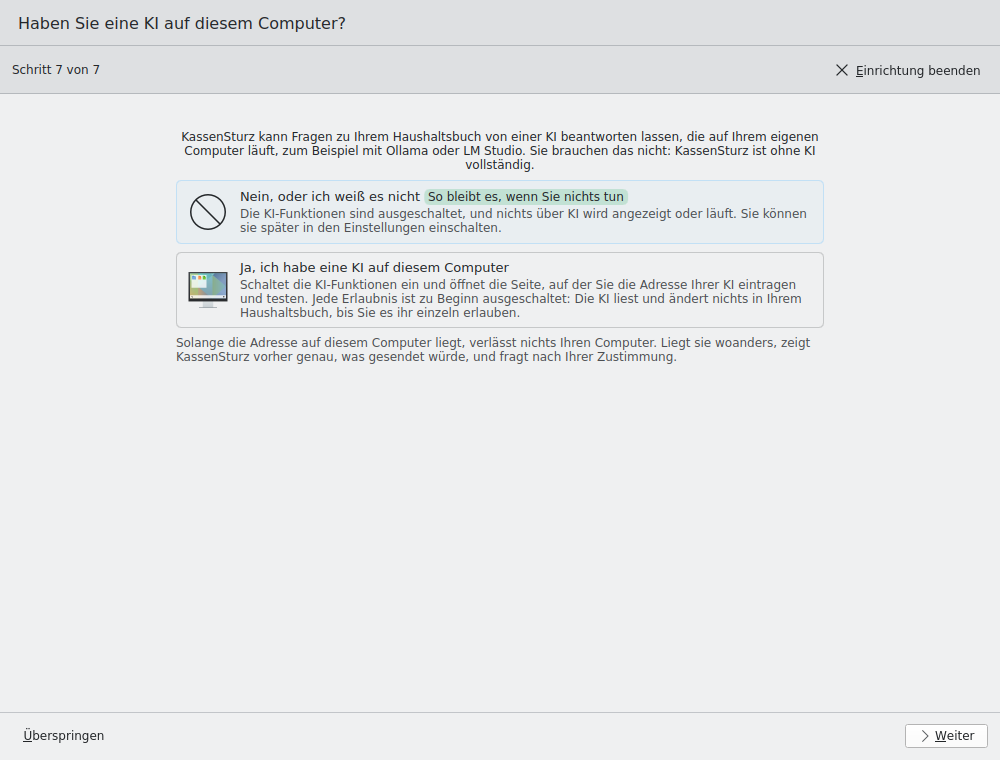 Haben Sie eine KI auf diesem Computer?
Schritt 7 von 7
Einrichtung beenden
KassenSturz kann Fragen zu Ihrem Haushaltsbuch von einer KI beantworten lassen, die auf Ihrem eigenen
Computer läuft, zum Beispiel mit Ollama oder LM Studio. Sie brauchen das nicht: KassenSturz ist ohne KI
vollständig.
Nein, oder ich weiß es nicht So bleibt es, wenn Sie nichts tun
Die KI-Funktionen sind ausgeschaltet, und nichts über KI wird angezeigt oder läuft. Sie können
sie später in den Einstellungen einschalten.
Ja, ich habe eine KI auf diesem Computer
Schaltet die KI-Funktionen ein und öffnet die Seite, auf der Sie die Adresse Ihrer KI eintragen
und testen. Jede Erlaubnis ist zu Beginn ausgeschaltet: Die KI liest und ändert nichts in Ihrem
Haushaltsbuch, bis Sie es ihr einzeln erlauben.
Solange die Adresse auf diesem Computer liegt, verlässt nichts Ihren Computer. Liegt sie woanders, zeigt
KassenSturz vorher genau, was gesendet würde, und fragt nach Ihrer Zustimmung.
Überspringen
Weiter